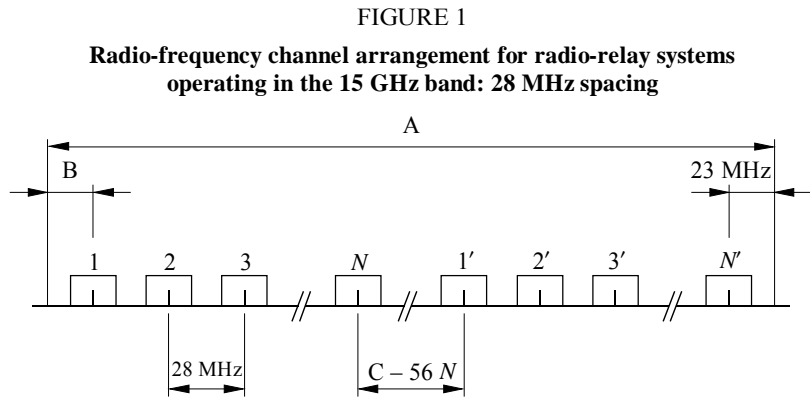 FIGURE 1
Radio-frequency channel arrangement for radio-relay systems
operating in the 15 GHz band: 28 MHz spacing
A
B
23 MHz
1 2 3 N 1′ 2′ 3′ N′
28 MHz
C – 56 N